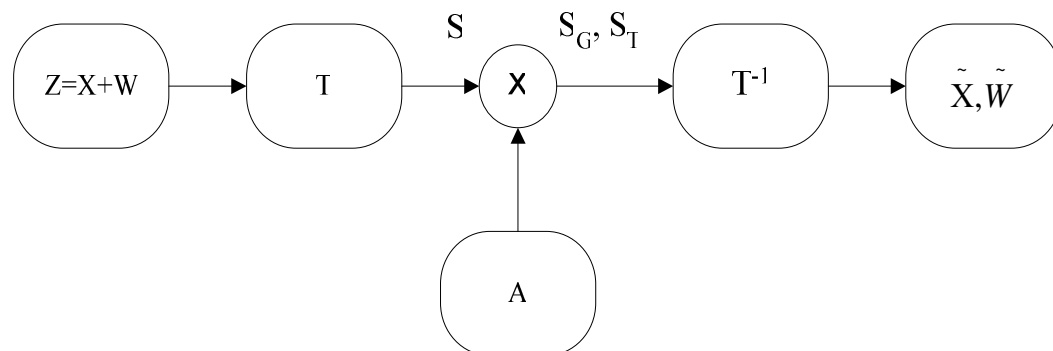 S
S_G, S_T
Z=X+W
T
X
T^-1
X̃,W̃
A